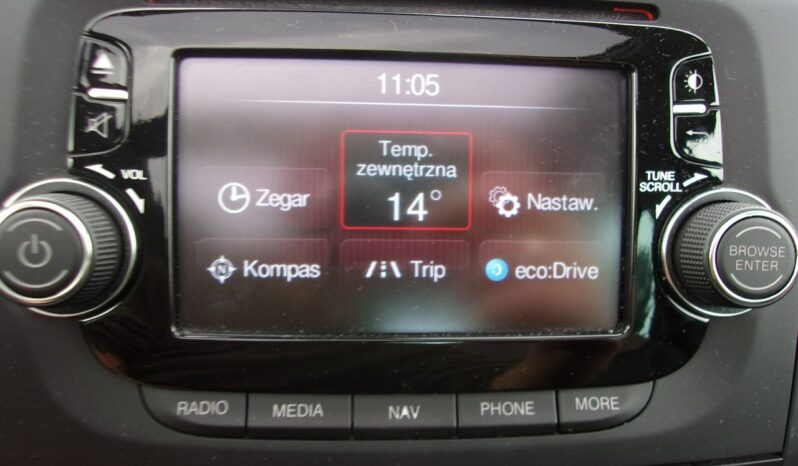 11:05
VOL
TUNE
SCROLL
Temp.
zewnętrzna
14°
Zegar
Nastaw.
N
Kompas
Trip
eco:Drive
BROWSE
ENTER
RADIO
MEDIA
NAV
PHONE
MORE